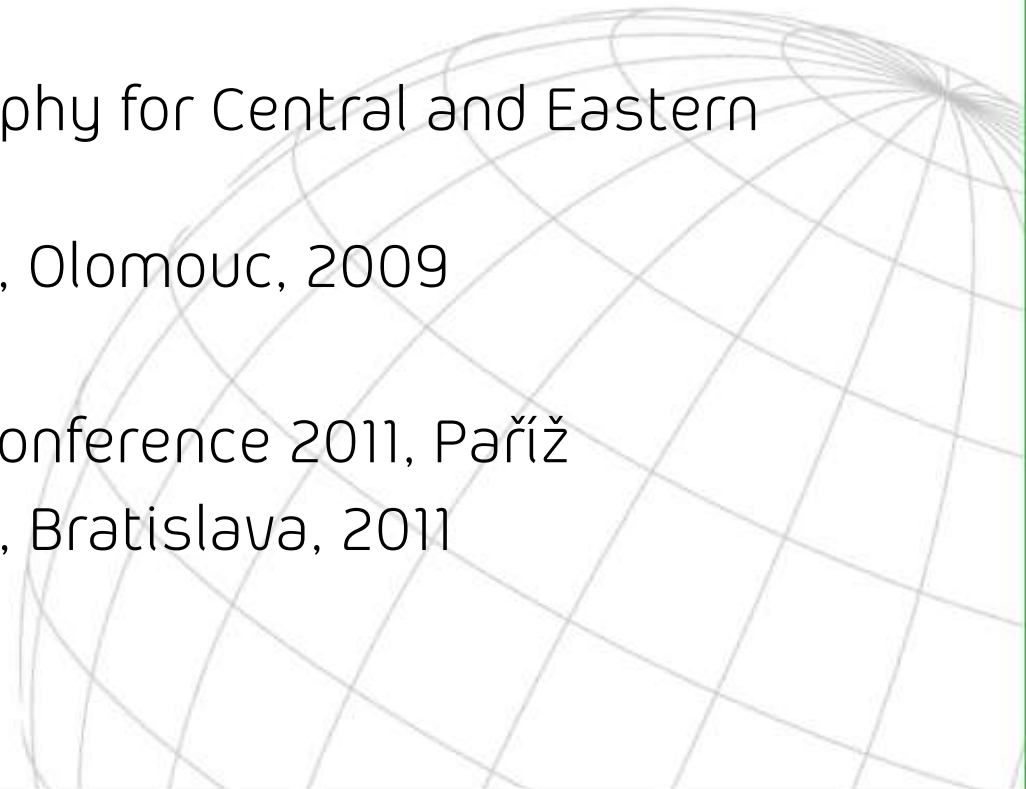 phy for Central and Eastern
, Olomouc, 2009
onference 2011, Paříž
, Bratislava, 2011